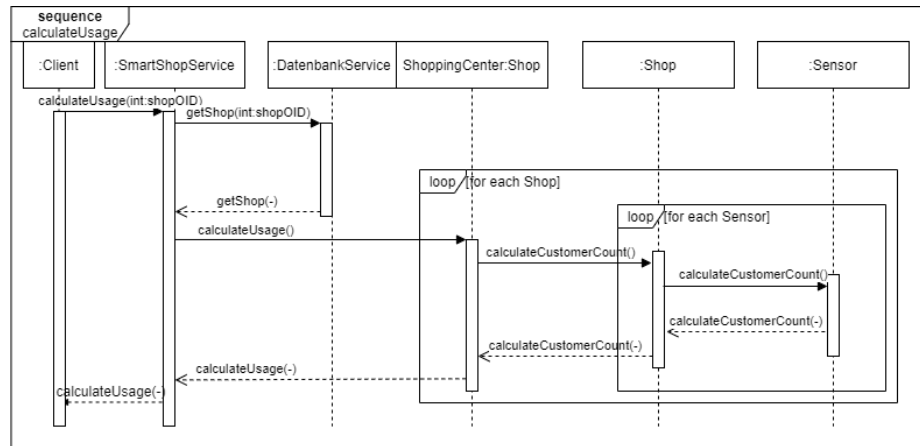 sequence
calculateUsage
:Client
:SmartShopService
:DatenbankService
ShoppingCenter:Shop
:Shop
:Sensor
calculateUsage(int:shopOID)
getShop(int:shopOID)
loop [for each Shop]
getShop(-)
loop [for each Sensor]
calculateUsage()
calculateCustomerCount()
calculateCustomerCount()
calculateCustomerCount(-)
calculateCustomerCount(-)
calculateUsage(-)
calculateUsage(-)